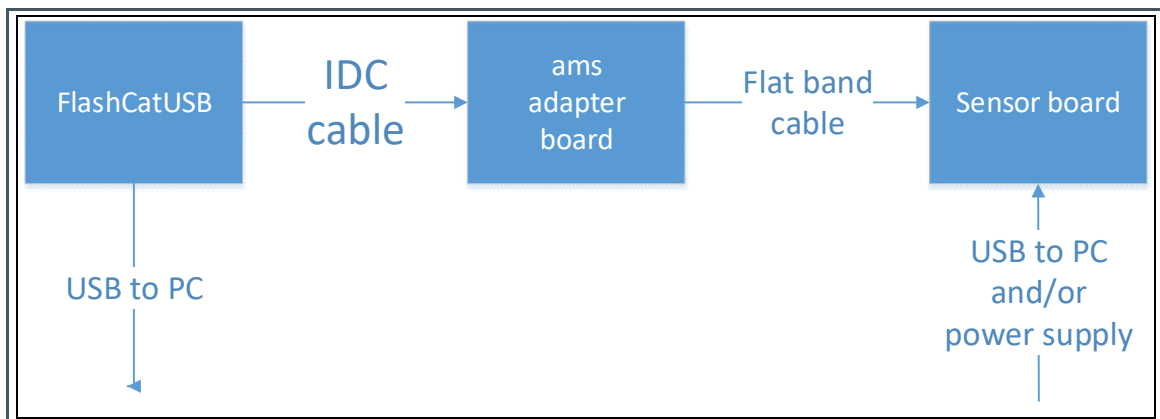 FlashCatUSB
IDC
cable
ams
adapter
board
Flat band
cable
Sensor board
USB to PC
USB to PC
and/or
power supply